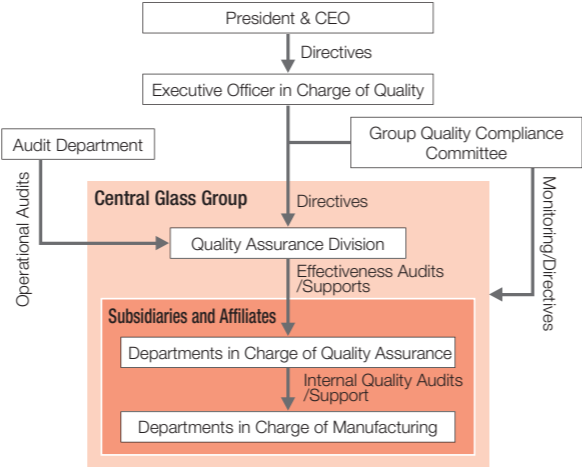 President & CEO
Directives
Executive Officer in Charge of Quality
Audit Department
Group Quality Compliance
Committee
Operational Audits
Central Glass Group
Directives
Monitoring/Directives
Quality Assurance Division
Effectiveness Audits
/Supports
Subsidiaries and Affiliates
Departments in Charge of Quality Assurance
Internal Quality Audits
/Support
Departments in Charge of Manufacturing